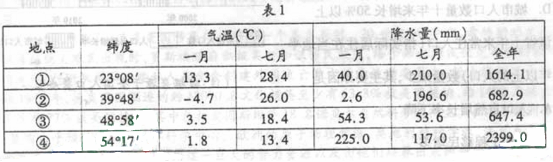 表1
地点 纬度 气温(℃) 降水量(mm)
一月 七月 一月 七月 全年
① 23°08′ 13.3 28.4 40.0 210.0 1614.1
② 39°48′ -4.7 26.0 2.6 196.6 682.9
③ 48°58′ 3.5 18.4 54.3 53.6 647.4
④ 54°17′ 1.8 13.4 225.0 117.0 2399.0